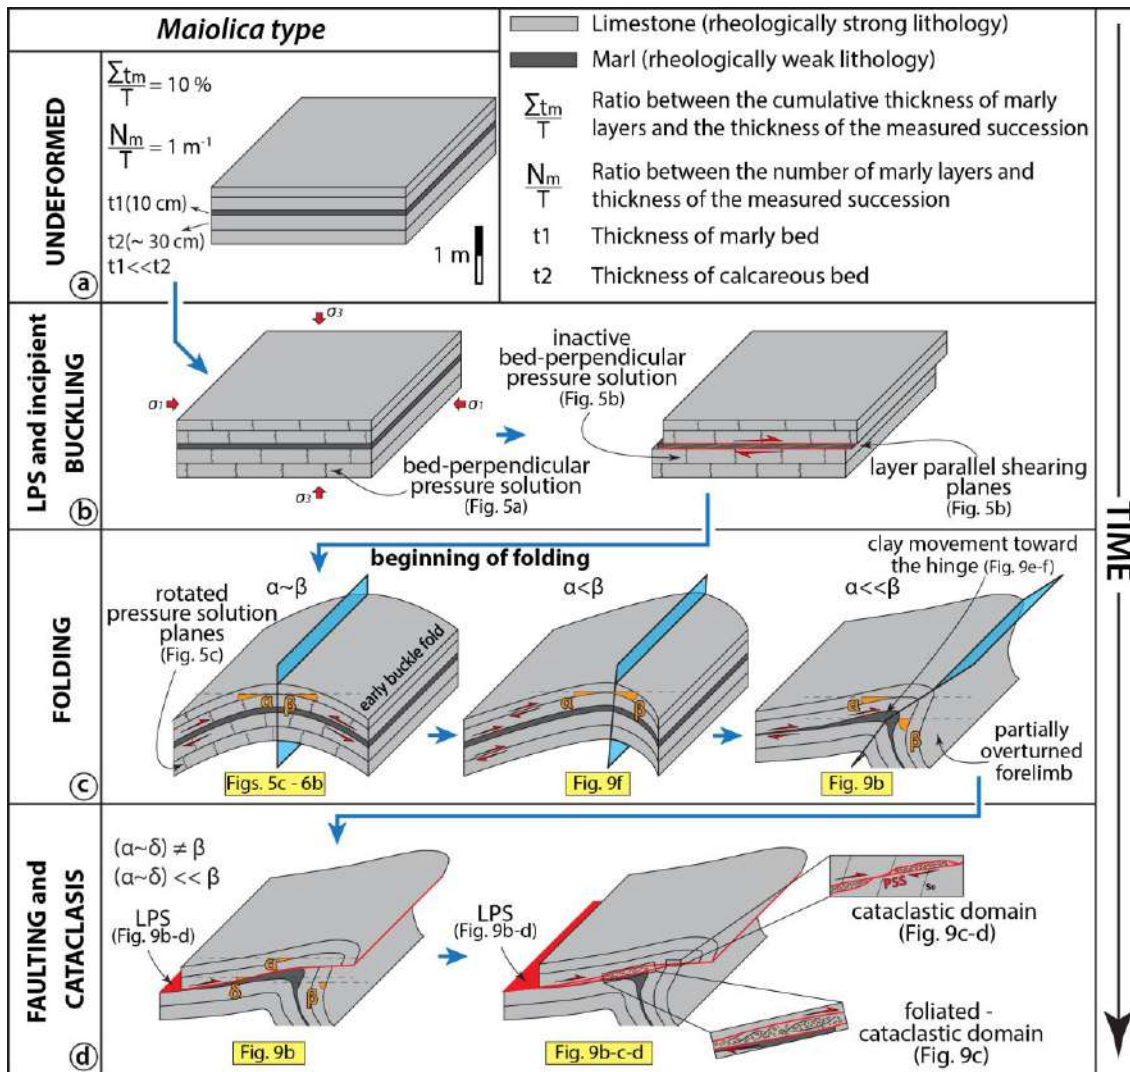 Maiolica type
Limestone (rheologically strong lithology)
Marl (rheologically weak lithology)
Σtm
T
Ratio between the cumulative thickness of marly
layers and the thickness of the measured succession
Nm
T
Ratio between the number of marly layers and
thickness of the measured succession
t1 Thickness of marly bed
t2 Thickness of calcareous bed
UNDEFORMED
a
Σtm
T
= 10 %
Nm
T
= 1 m⁻¹
t1(10 cm)
t2(~ 30 cm)
t1<<t2
1 m
LPS and incipient
BUCKLING
b
σ3
σ1
σ1
σ3
bed-perpendicular
pressure solution
(Fig. 5a)
inactive
bed-perpendicular
pressure solution
(Fig. 5b)
layer parallel shearing
planes
(Fig. 5b)
FOLDING
c
beginning of folding
clay movement toward
the hinge (Fig. 9e-f)
α~β
α<β
α<<β
rotated
pressure solution
planes
(Fig. 5c)
early buckle fold
α
β
α
β
α
β
partially
overturned
forelimb
Figs. 5c - 6b
Fig. 9f
Fig. 9b
FAULTING and
CATACLASIS
d
(α~δ) ≠ β
(α~δ) << β
LPS
(Fig. 9b-d)
α
δ
β
LPS
(Fig. 9b-d)
PSS
S0
cataclastic domain
(Fig. 9c-d)
foliated -
cataclastic domain
(Fig. 9c)
Fig. 9b
Fig. 9b-c-d
TIME